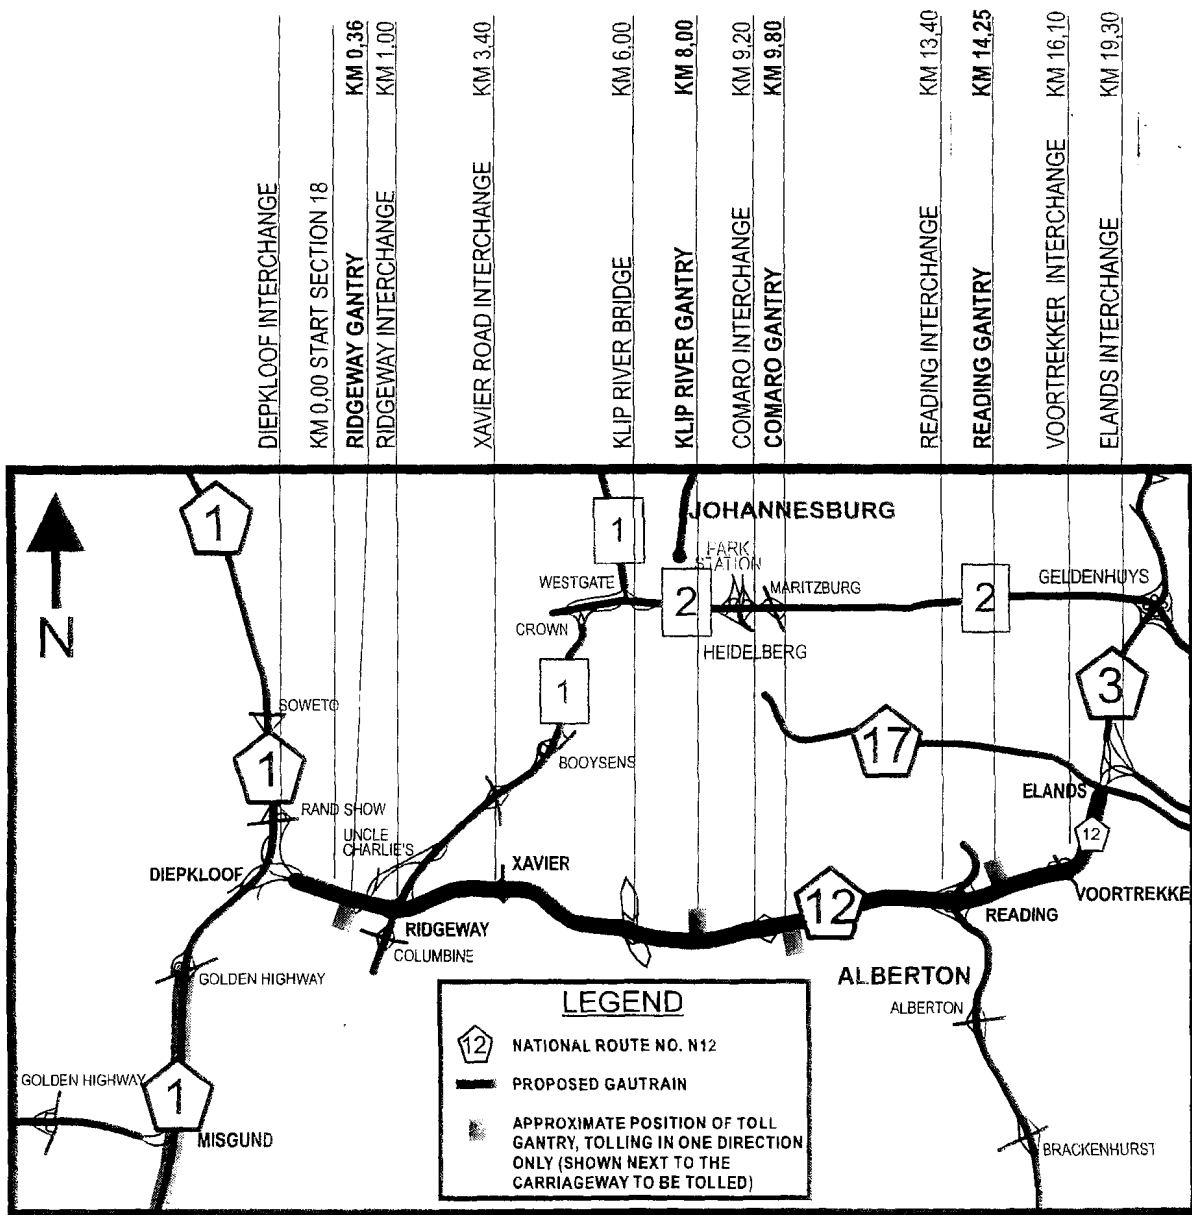 DIEPKLOOF INTERCHANGE
KM 0,00 START SECTION 18
RIDGEWAY GANTRY KM 0,36
RIDGEWAY INTERCHANGE KM 1,00
XAVIER ROAD INTERCHANGE KM 3,40
KLIP RIVER BRIDGE KM 6,00
KLIP RIVER GANTRY KM 8,00
COMARO INTERCHANGE KM 9,20
COMARO GANTRY KM 9,80
READING INTERCHANGE KM 13,40
READING GANTRY KM 14,25
VOORTREKKER INTERCHANGE KM 16,10
ELANDS INTERCHANGE KM 19,30
1
1
JOHANNESBURG
PARK
STATION
N
WESTGATE
2
MARITZBURG
2
GELDENHUYS
CROWN
HEIDELBERG
1
3
SOWETO
17
1
BOOYSENS
ELANDS
RAND SHOW
UNCLE
CHARLIE'S
12
XAVIER
DIEPKLOOF
12
VOORTREKKE
READING
RIDGEWAY
COLUMBINE
GOLDEN HIGHWAY
ALBERTON
ALBERTON
GOLDEN HIGHWAY
1
MISGUND
BRACKENHURST
LEGEND
12 NATIONAL ROUTE NO. N12
PROPOSED GAUTRAIN
APPROXIMATE POSITION OF TOLL
GANTRY, TOLLING IN ONE DIRECTION
ONLY (SHOWN NEXT TO THE
CARRIAGEWAY TO BE TOLLED)